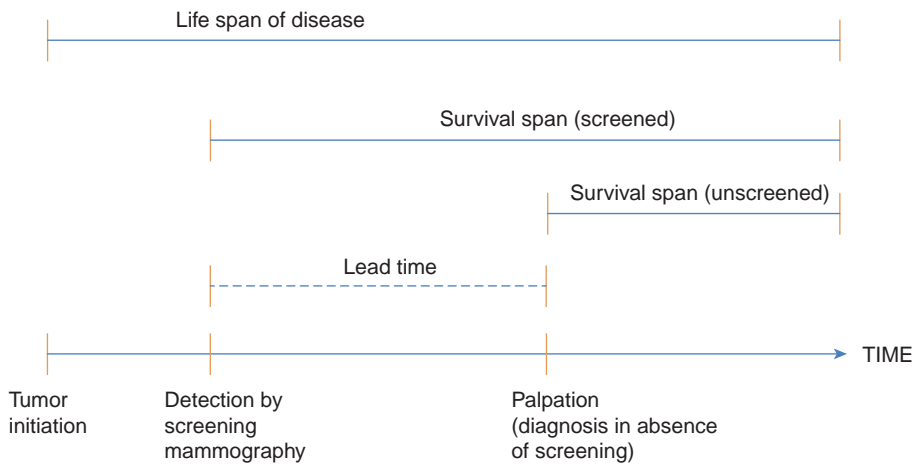 Life span of disease
Survival span (screened)
Survival span (unscreened)
Lead time
TIME
Tumor
initiation
Detection by
screening
mammography
Palpation
(diagnosis in absence
of screening)